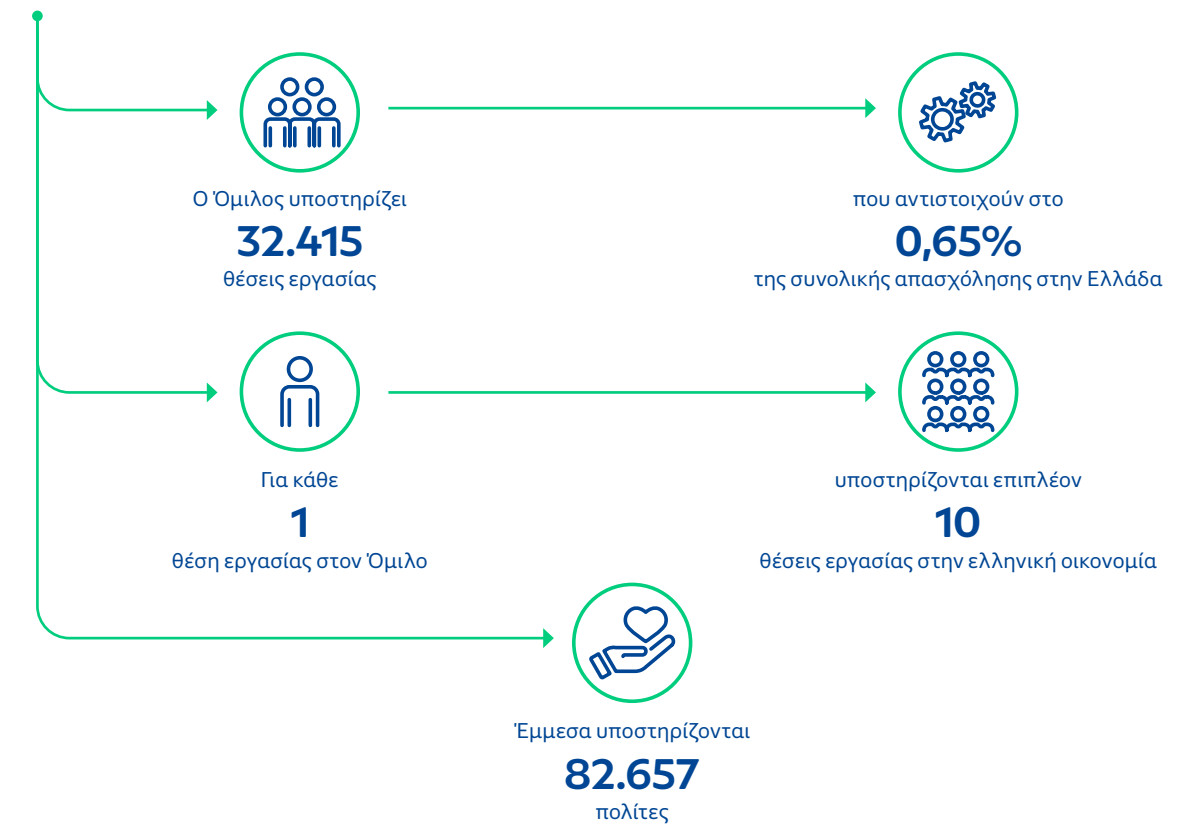 Ο Όμιλος υποστηρίζει
32.415
θέσεις εργασίας
που αντιστοιχούν στο
0,65%
της συνολικής απασχόλησης στην Ελλάδα
Για κάθε
1
θέση εργασίας στον Όμιλο
υποστηρίζονται επιπλέον
10
θέσεις εργασίας στην ελληνική οικονομία
Έμμεσα υποστηρίζονται
82.657
πολίτες